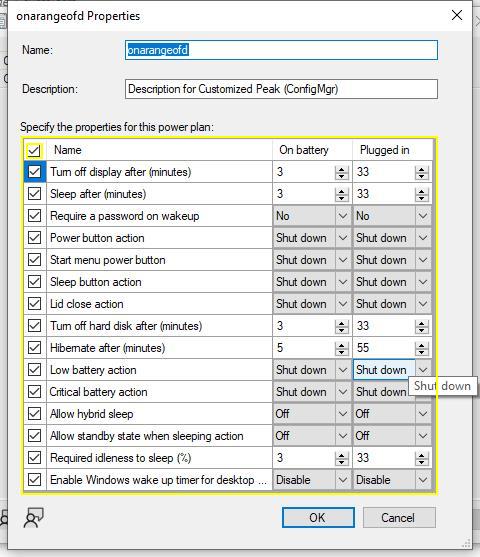 onarangeofd Properties
Name: onarangeofd
Description: Description for Customized Peak (ConfigMgr)
Specify the properties for this power plan:
Name On battery Plugged in
Turn off display after (minutes) 3 33
Sleep after (minutes) 3 33
Require a password on wakeup No No
Power button action Shut down Shut down
Start menu power button Shut down Shut down
Sleep button action Shut down Shut down
Lid close action Shut down Shut down
Turn off hard disk after (minutes) 3 33
Hibernate after (minutes) 5 55
Low battery action Shut down Shut down
Shut down
Critical battery action Shut down Shut down
Allow hybrid sleep Off Off
Allow standby state when sleeping action Off Off
Required idleness to sleep (%) 3 33
Enable Windows wake up timer for desktop ... Disable Disable
OK Cancel